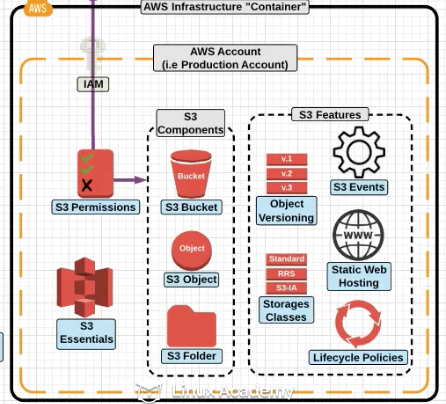 AWS
AWS Infrastructure "Container"
AWS Account
(i.e Production Account)
IAM
S3 Permissions
S3
Essentials
S3
Components
Bucket
S3 Bucket
Object
S3 Object
S3 Folder
S3 Features
v.1
v.2
v.3
Object
Versioning
S3 Events
WWW
Static Web
Hosting
Standard
RRS
S3-IA
Storages
Classes
Lifecycle Policies
Linux Academy